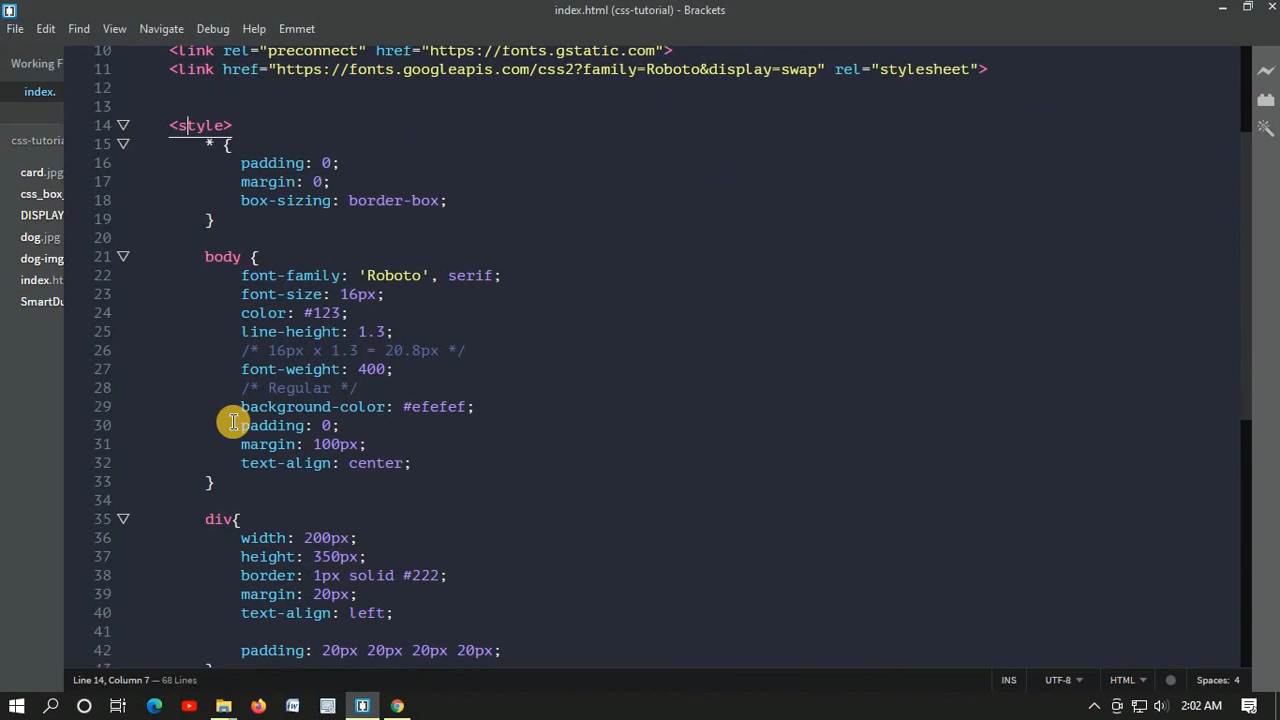 index.html (css-tutorial) - Brackets
File Edit Find View Navigate Debug Help Emmet
Working F
index.
css-tutoria
card.jpg
css_box_
DISPLAY
dog.jpg
dog-img
index.ht
SmartDu
10 <link rel="preconnect" href="https://fonts.gstatic.com">
11 <link href="https://fonts.googleapis.com/css2?family=Roboto&display=swap" rel="stylesheet">
12
13
14 <style>
15 * {
16 padding: 0;
17 margin: 0;
18 box-sizing: border-box;
19 }
20
21 body {
22 font-family: 'Roboto', serif;
23 font-size: 16px;
24 color: #123;
25 line-height: 1.3;
26 /* 16px x 1.3 = 20.8px */
27 font-weight: 400;
28 /* Regular */
29 background-color: #efefef;
30 padding: 0;
31 margin: 100px;
32 text-align: center;
33 }
34
35 div{
36 width: 200px;
37 height: 350px;
38 border: 1px solid #222;
39 margin: 20px;
40 text-align: left;
41
42 padding: 20px 20px 20px 20px;
43 }
Line 14, Column 7 — 68 Lines
INS UTF-8 HTML Spaces: 4
2:02 AM